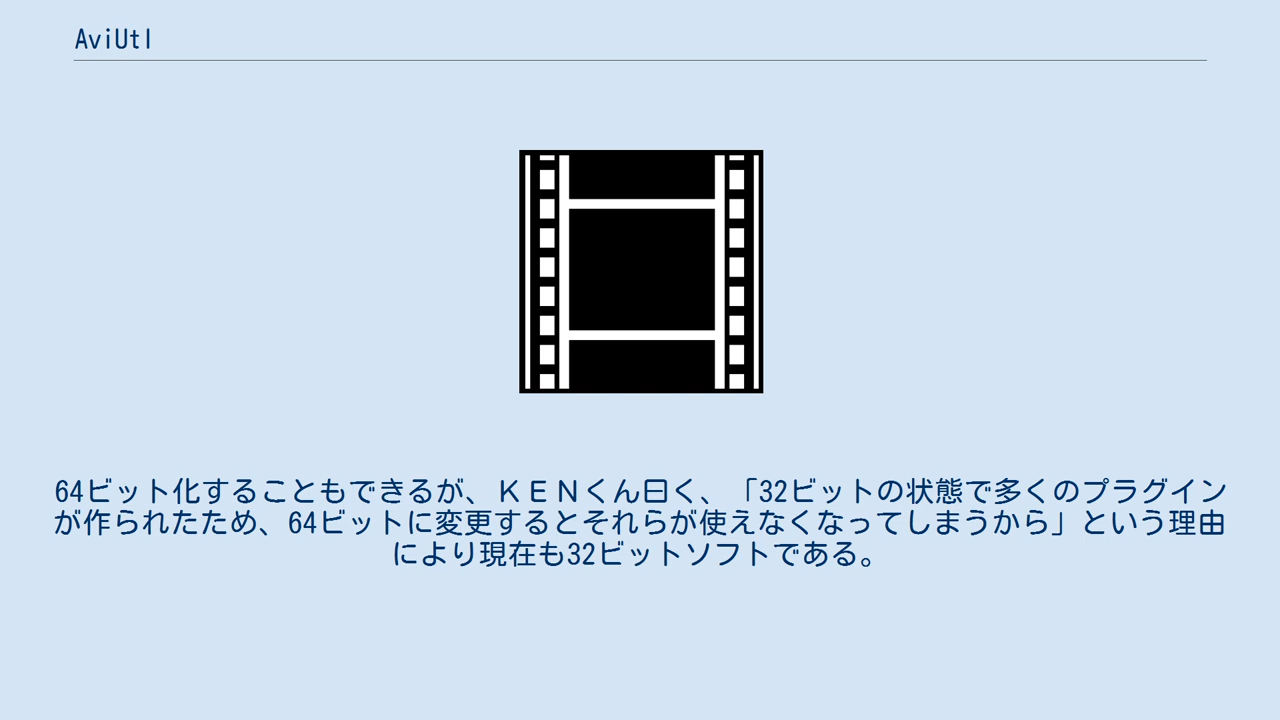 AviUtl
64ビット化することもできるが、ＫＥＮくん曰く、「32ビットの状態で多くのプラグイン
が作られたため、64ビットに変更するとそれらが使えなくなってしまうから」という理由
により現在も32ビットソフトである。